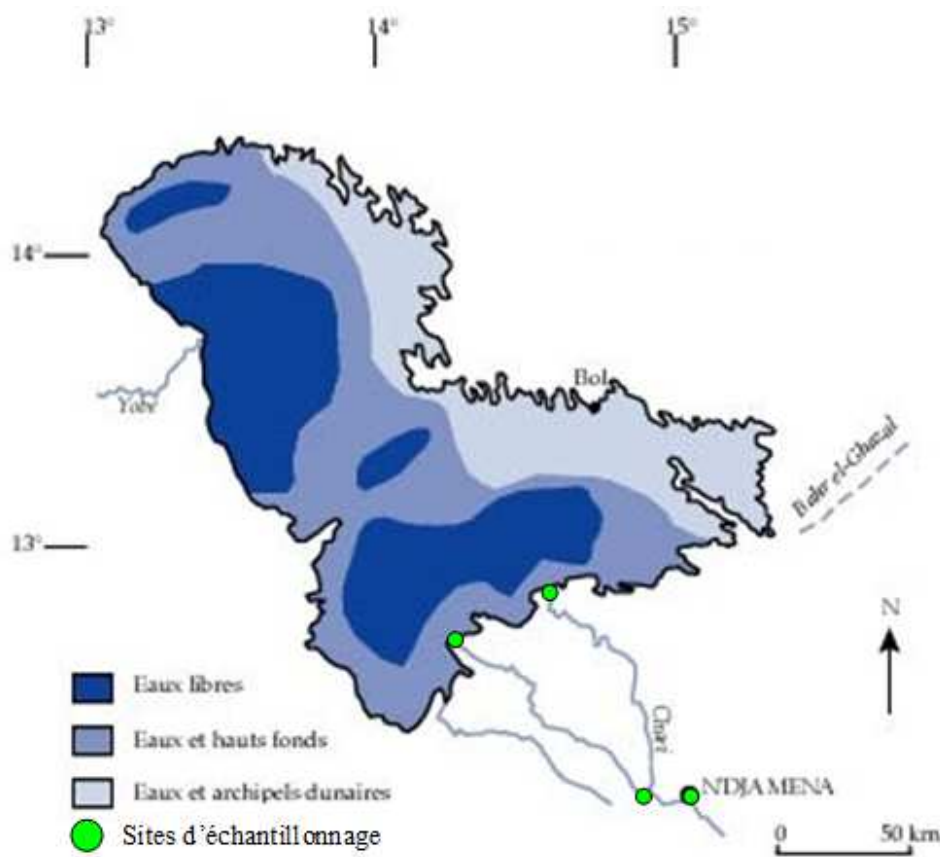 13°
14°
15°
14°
Bol
Yobe
Bahr el-Ghazal
13°
N
Eaux libres
Chari
Eaux et hauts fonds
N'DJAMENA
Eaux et archipels dunaires
Sites d'échantillonnage
0 50 km